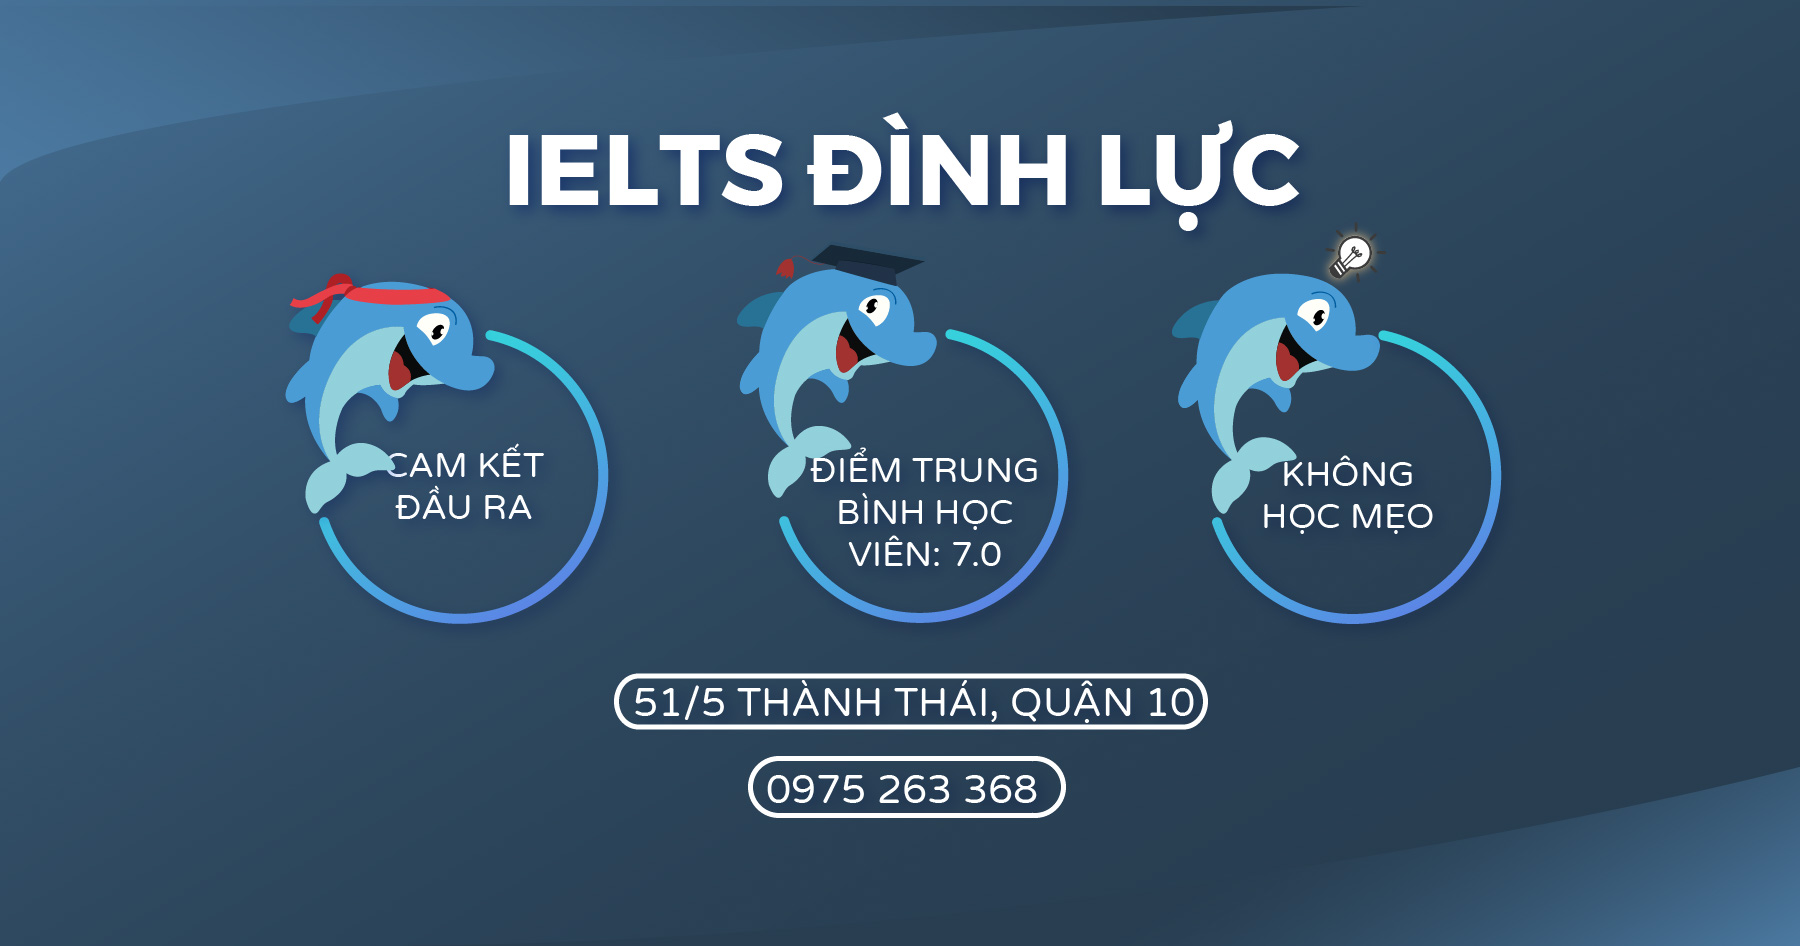 IELTS ĐÌNH LỰC
CAM KẾT
ĐẦU RA
ĐIỂM TRUNG
BÌNH HỌC
VIÊN: 7.0
KHÔNG
HỌC MẸO
51/5 THÀNH THÁI, QUẬN 10
0975 263 368